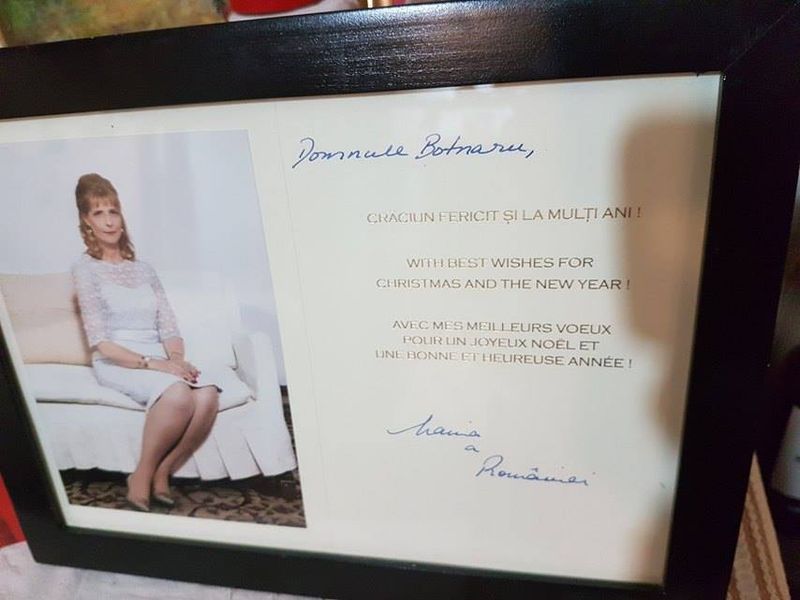 Domnule Botnaru,
CRĂCIUN FERICIT ȘI LA MULȚI ANI !
WITH BEST WISHES FOR
CHRISTMAS AND THE NEW YEAR !
AVEC MES MEILLEURS VOEUX
POUR UN JOYEUX NOËL ET
UNE BONNE ET HEUREUSE ANNÉE !
Maria
a
României